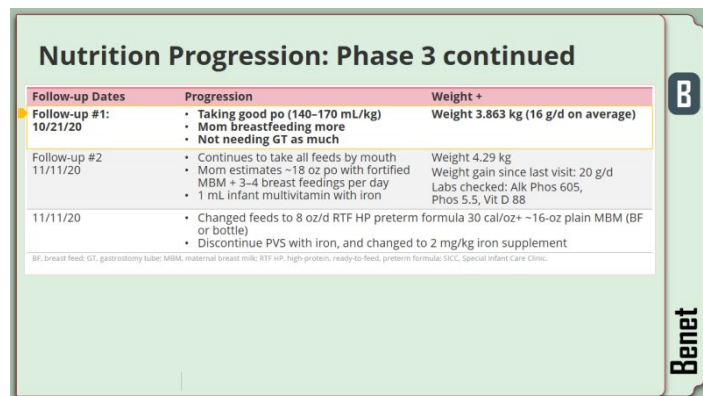 Nutrition Progression: Phase 3 continued
Follow-up Dates Progression Weight +
Follow-up #1: • Taking good po (140–170 mL/kg) Weight 3.863 kg (16 g/d on average)
10/21/20 • Mom breastfeeding more
• Not needing GT as much
Follow-up #2 • Continues to take all feeds by mouth Weight 4.29 kg
11/11/20 • Mom estimates ~18 oz po with fortified Weight gain since last visit: 20 g/d
MBM + 3–4 breast feedings per day Labs checked: Alk Phos 605,
• 1 mL infant multivitamin with iron Phos 5.5, Vit D 88
11/11/20 • Changed feeds to 8 oz/d RTF HP preterm formula 30 cal/oz+ ~16-oz plain MBM (BF
or bottle)
• Discontinue PVS with iron, and changed to 2 mg/kg iron supplement
BF, breast feed; GT, gastrostomy tube; MBM, maternal breast milk; RTF HP, high-protein, ready-to-feed, preterm formula; SICC, Special Infant Care Clinic.
B
Benet